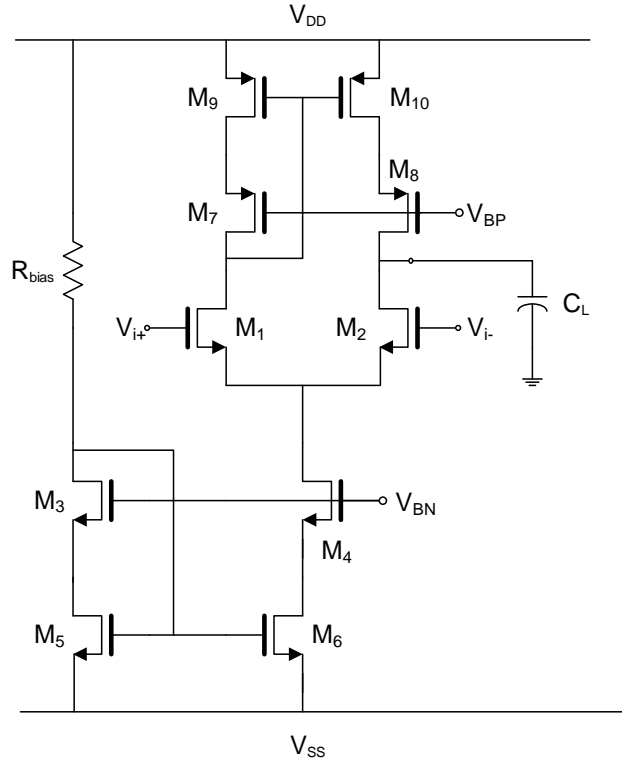 V_DD
M_9
M_10
M_7
M_8
V_BP
R_bias
V_i+
M_1
M_2
V_i-
C_L
M_3
V_BN
M_4
M_5
M_6
V_SS